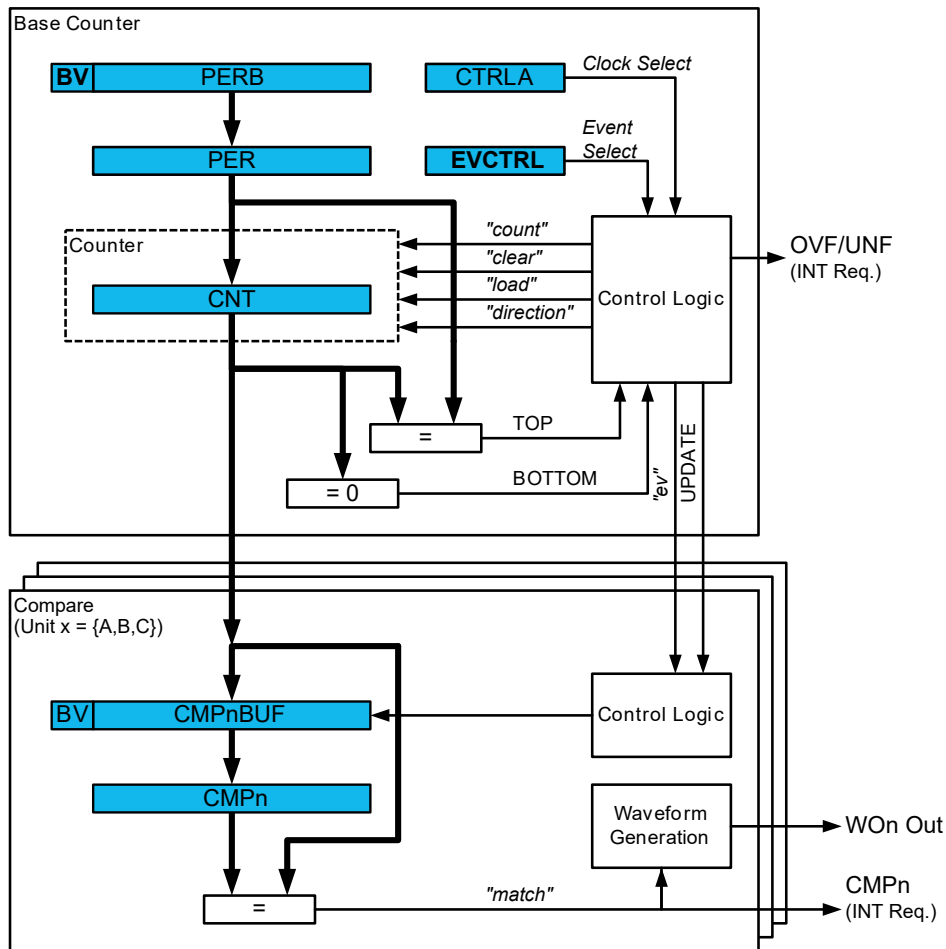 Base Counter
BV
PERB
CTRLA
Clock Select
PER
EVCTRL
Event
Select
Counter
CNT
"count"
"clear"
"load"
"direction"
Control Logic
OVF/UNF
(INT Req.)
=
TOP
= 0
BOTTOM
"ev"
UPDATE
Compare
(Unit x = {A,B,C})
BV
CMPnBUF
Control Logic
CMPn
Waveform
Generation
WOn Out
=
"match"
CMPn
(INT Req.)